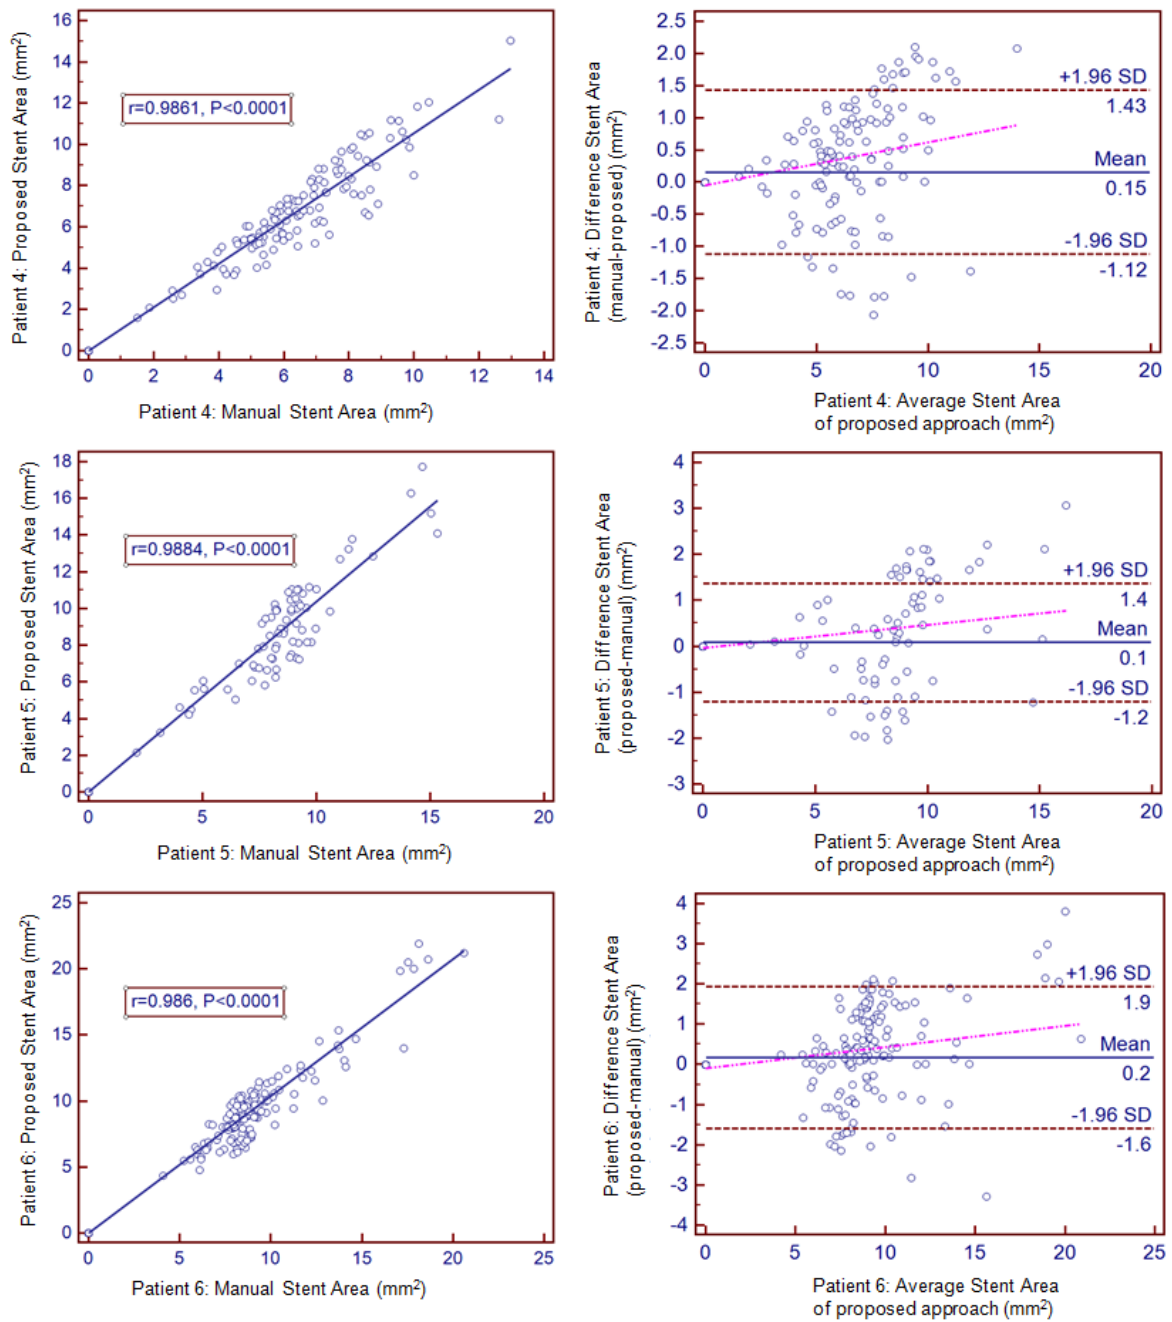 16
14
12
10
8
6
4
2
0
Patient 4: Proposed Stent Area (mm²)
r=0.9861, P<0.0001
0 2 4 6 8 10 12 14
Patient 4: Manual Stent Area (mm²)
2.5
2.0
1.5
1.0
0.5
0.0
-0.5
-1.0
-1.5
-2.0
-2.5
Patient 4: Difference Stent Area
(manual-proposed) (mm²)
+1.96 SD
1.43
Mean
0.15
-1.96 SD
-1.12
0 5 10 15 20
Patient 4: Average Stent Area
of proposed approach (mm²)
18
16
14
12
10
8
6
4
2
0
Patient 5: Proposed Stent Area (mm²)
r=0.9884, P<0.0001
0 5 10 15 20
Patient 5: Manual Stent Area (mm²)
4
3
2
1
0
-1
-2
-3
Patient 5: Difference Stent Area
(proposed-manual) (mm²)
+1.96 SD
1.4
Mean
0.1
-1.96 SD
-1.2
0 5 10 15 20
Patient 5: Average Stent Area
of proposed approach (mm²)
25
20
15
10
5
0
Patient 6: Proposed Stent Area (mm²)
r=0.986, P<0.0001
0 5 10 15 20 25
Patient 6: Manual Stent Area (mm²)
4
3
2
1
0
-1
-2
-3
-4
Patient 6: Difference Stent Area
(proposed-manual) (mm²)
+1.96 SD
1.9
Mean
0.2
-1.96 SD
-1.6
0 5 10 15 20 25
Patient 6: Average Stent Area
of proposed approach (mm²)